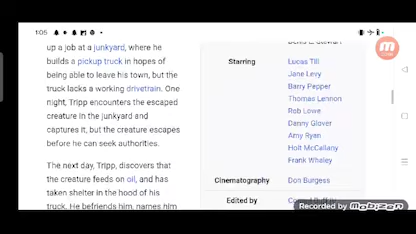 1:05
up a job at a junkyard, where he
builds a pickup truck in hopes of
being able to leave his town, but the
truck lacks a working drivetrain. One
night, Tripp encounters the escaped
creature in the junkyard and
captures it, but the creature escapes
before he can seek authorities.
The next day, Tripp, discovers that
the creature feeds on oil, and has
taken shelter in the hood of his
truck. He befriends him, names him
Starring
Lucas Till
Jane Levy
Barry Pepper
Thomas Lennon
Rob Lowe
Danny Glover
Amy Ryan
Holt McCallany
Frank Whaley
Cinematography
Don Burgess
Edited by
Recorded by Mobizen